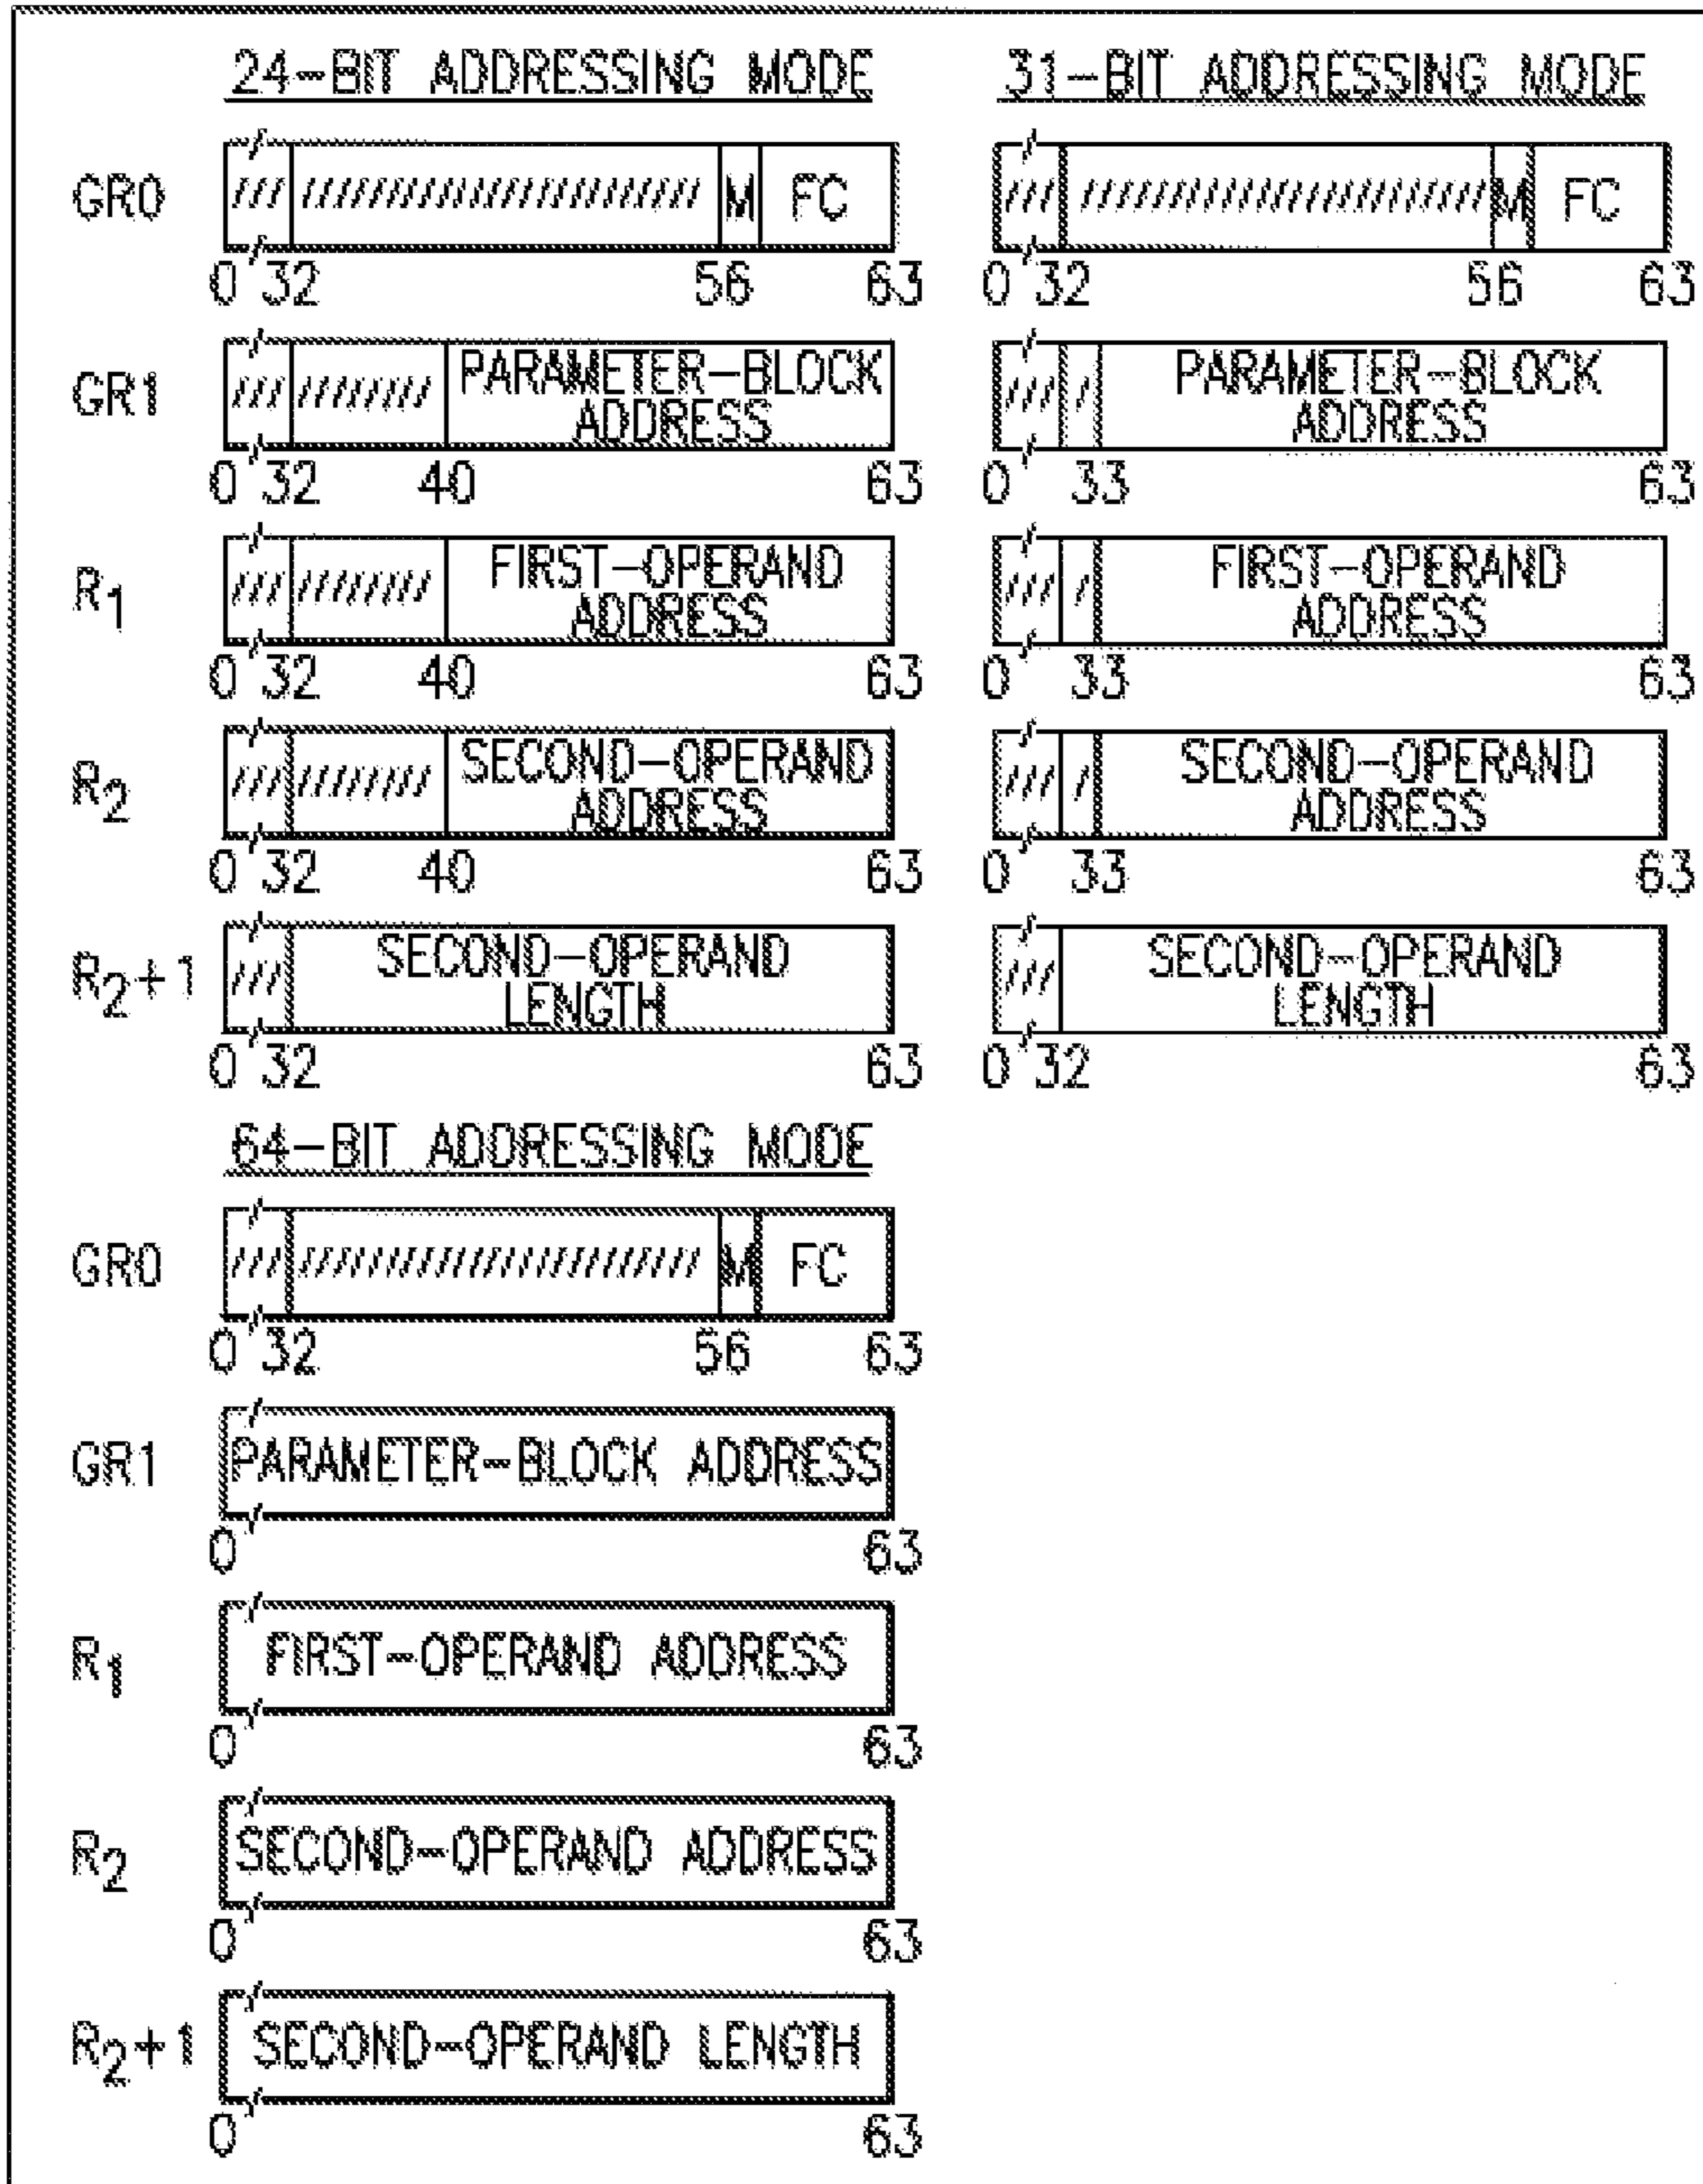 24-BIT ADDRESSING MODE 31-BIT ADDRESSING MODE
GR0 /// //////////////////////// M FC /// //////////////////////// M FC
0 32 56 63 0 32 56 63
GR1 /// //////// PARAMETER-BLOCK ADDRESS /// / PARAMETER-BLOCK ADDRESS
0 32 40 63 0 33 63
R1 /// //////// FIRST-OPERAND ADDRESS /// / FIRST-OPERAND ADDRESS
0 32 40 63 0 33 63
R2 /// //////// SECOND-OPERAND ADDRESS /// / SECOND-OPERAND ADDRESS
0 32 40 63 0 33 63
R2+1 /// SECOND-OPERAND LENGTH /// SECOND-OPERAND LENGTH
0 32 63 0 32 63
64-BIT ADDRESSING MODE
GR0 /// //////////////////////// M FC
0 32 56 63
GR1 PARAMETER-BLOCK ADDRESS
0 63
R1 FIRST-OPERAND ADDRESS
0 63
R2 SECOND-OPERAND ADDRESS
0 63
R2+1 SECOND-OPERAND LENGTH
0 63